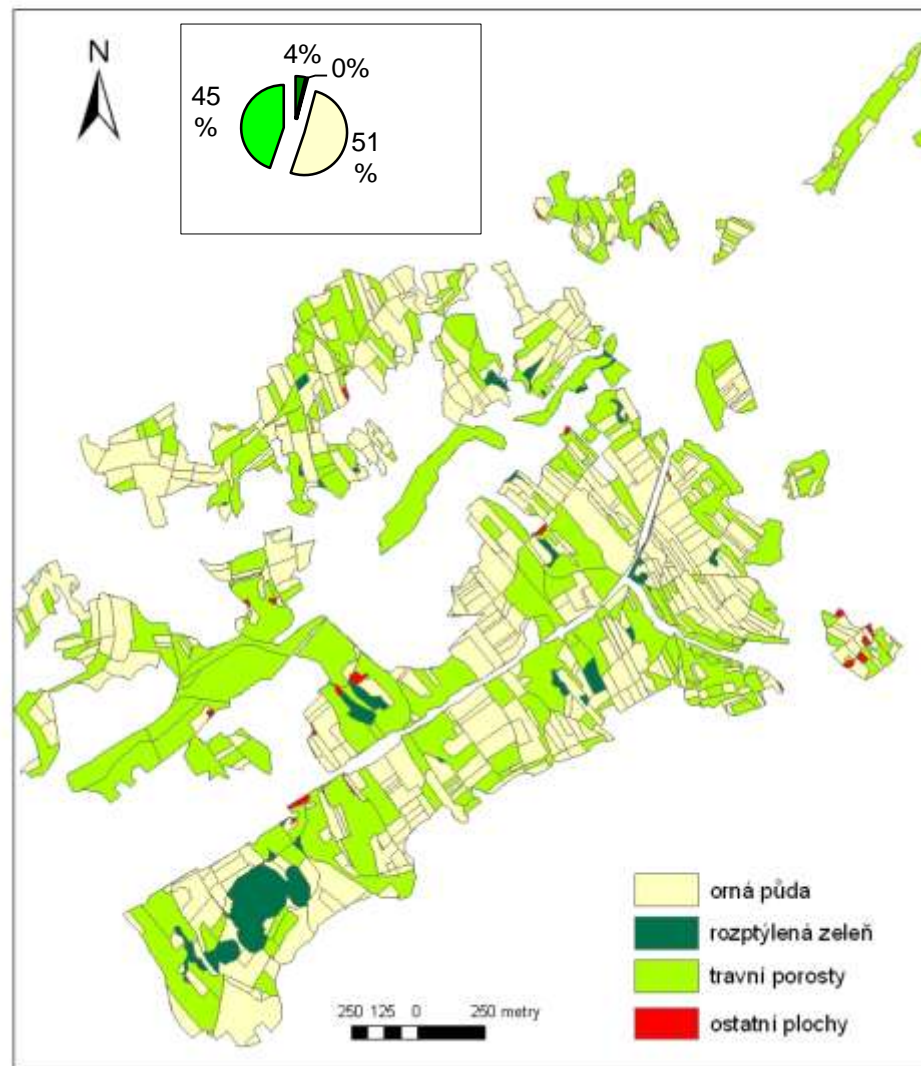 N
4%
0%
45
%
51
%
orná půda
rozptýlená zeleň
travní porosty
ostatní plochy
250 125 0 250 metry